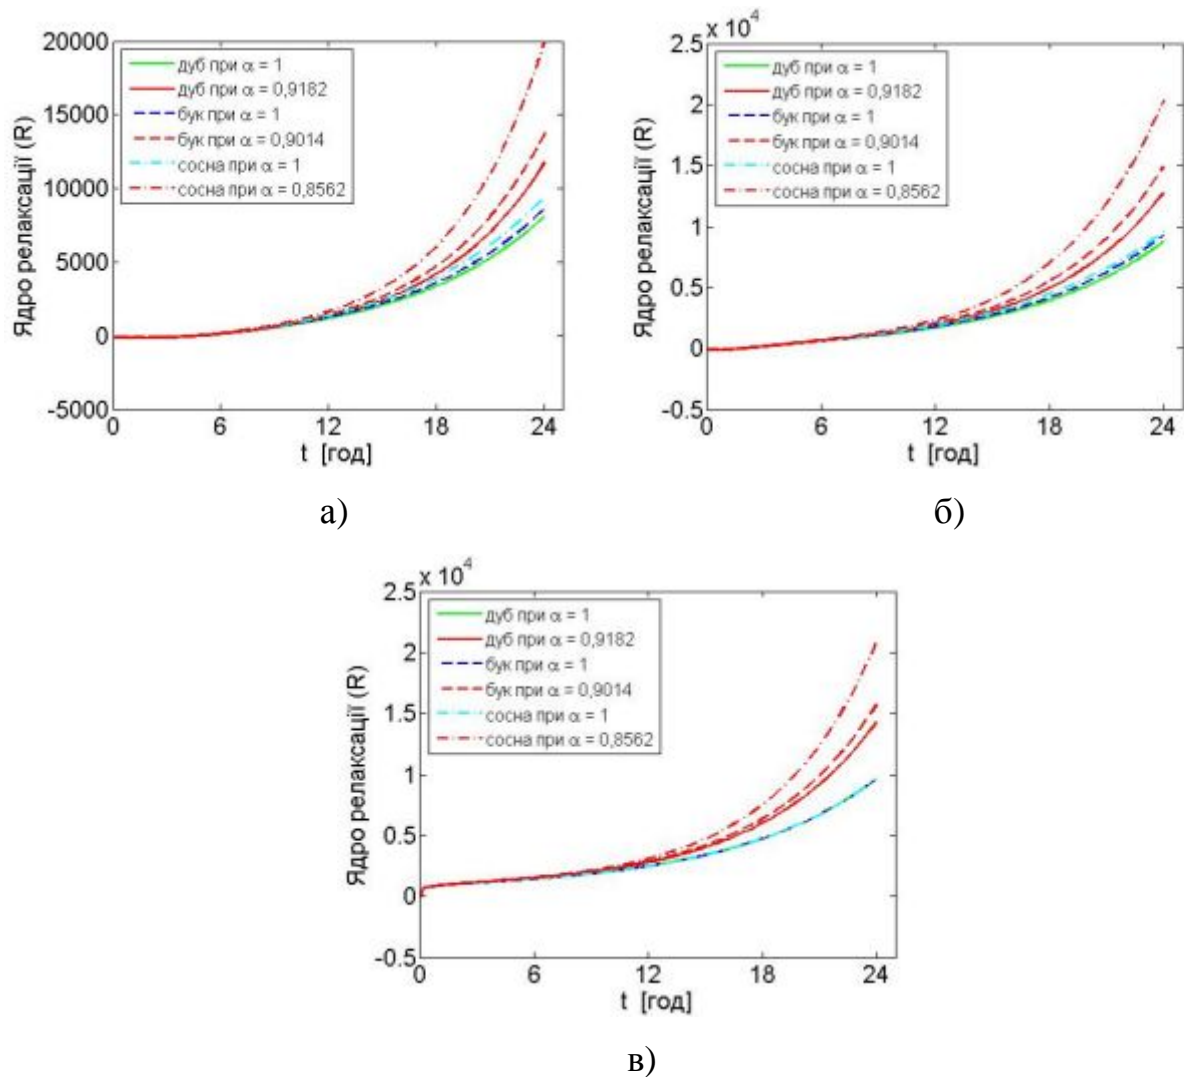 20000
15000
10000
5000
0
-5000
Ядро релаксації (R)
дуб при α = 1
дуб при α = 0,9182
бук при α = 1
бук при α = 0,9014
сосна при α = 1
сосна при α = 0,8562
0 6 12 18 24
t [год]
а)
x 10⁴
2.5
2
1.5
1
0.5
0
-0.5
Ядро релаксації (R)
дуб при α = 1
дуб при α = 0,9182
бук при α = 1
бук при α = 0,9014
сосна при α = 1
сосна при α = 0,8562
0 6 12 18 24
t [год]
б)
x 10⁴
2.5
2
1.5
1
0.5
0
-0.5
Ядро релаксації (R)
дуб при α = 1
дуб при α = 0,9182
бук при α = 1
бук при α = 0,9014
сосна при α = 1
сосна при α = 0,8562
0 6 12 18 24
t [год]
в)